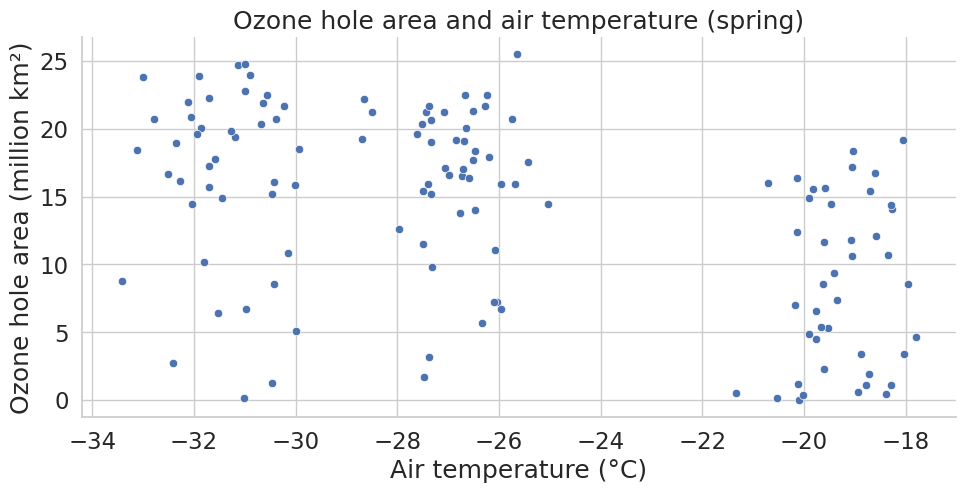 Ozone hole area and air temperature (spring)
Ozone hole area (million km²)
25
20
15
10
5
0
−34 −32 −30 −28 −26 −24 −22 −20 −18
Air temperature (°C)